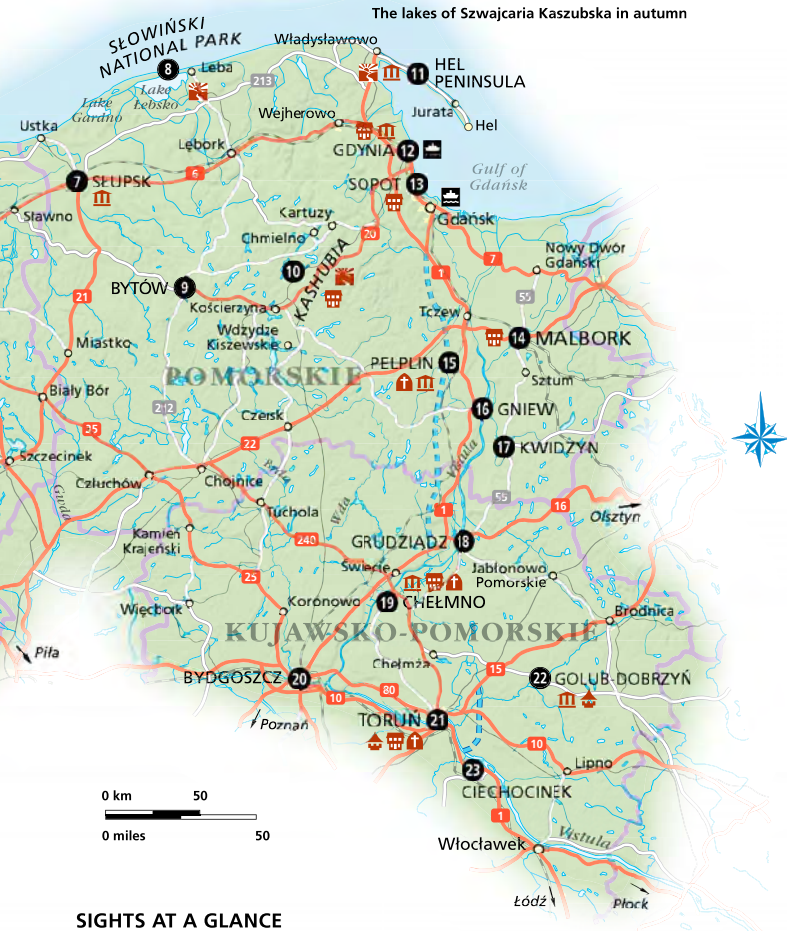 The lakes of Szwajcaria Kaszubska in autumn
SŁOWIŃSKI
NATIONAL PARK
8
Łeba
Władysławowo
11
HEL
PENINSULA
213
Lake
Łebsko
Lake
Gardno
Jurata
Hel
Ustka
Wejherowo
GDYNIA
12
Lębork
6
Gulf of
Gdańsk
7
SŁUPSK
SOPOT
13
Sławno
Kartuzy
Gdańsk
Chmielno
20
7
Nowy Dwór
Gdański
10
KASHUBIA
1
BYTÓW
9
21
55
Kościerzyna
Tczew
Wdzydze
Kiszewskie
14
MALBORK
Miastko
PELPLIN
15
POMORSKIE
Sztum
Biały Bór
212
16
GNIEW
Czersk
25
22
17
KWIDZYN
Szczecinek
Vistula
Człuchów
Chojnice
Brda
55
Gwda
Tuchola
Wda
1
16
Olsztyn
Kamień
Krajeński
240
GRUDZIADZ
18
Świecie
Jabłonowo
Pomorskie
25
Więcbork
Koronowo
19
CHEŁMNO
Brodnica
KUJAWSKO-POMORSKIE
Piła
Chełmża
15
22
GOLUB-DOBRZYŃ
BYDGOSZCZ
20
10
80
Poznań
TORUŃ
21
10
23
Lipno
CIECHOCINEK
0 km
50
1
0 miles
50
Włocławek
Vistula
Łódź
Płock
SIGHTS AT A GLANCE